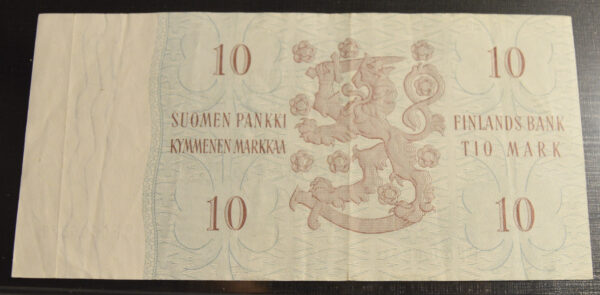 10 10
SUOMEN PANKKI FINLANDS BANK
KYMMENEN MARKKAA TIO MARK
10 10